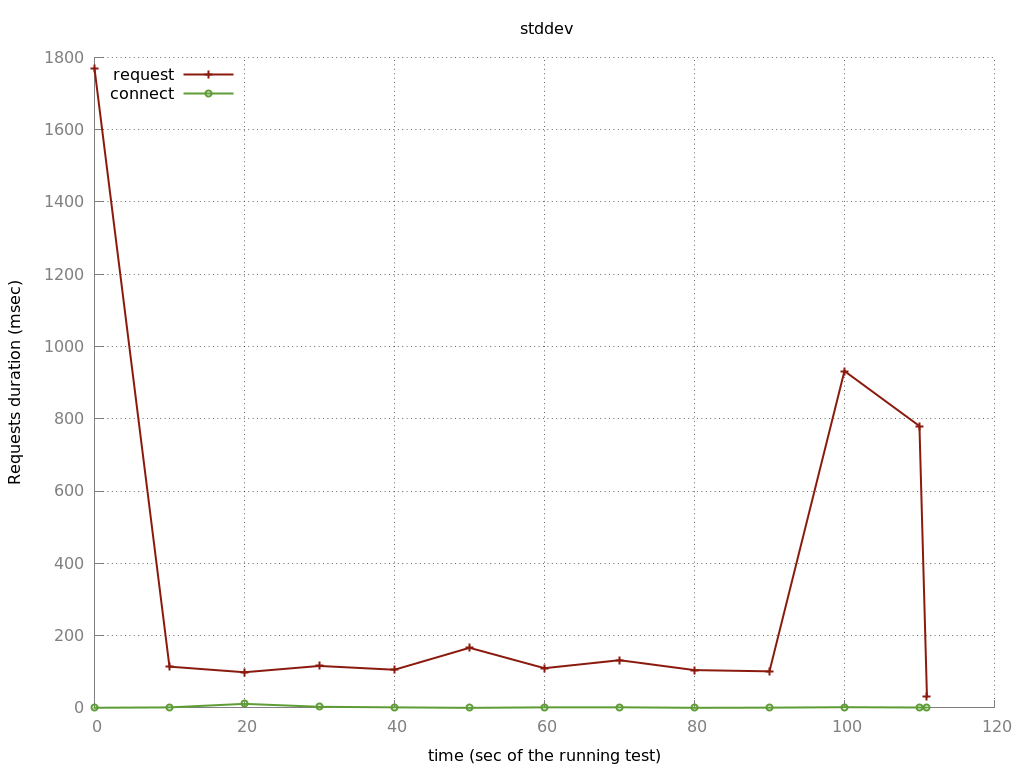 stddev
request
connect
1800
1600
1400
1200
1000
800
600
400
200
0
Requests duration (msec)
0 20 40 60 80 100 120
time (sec of the running test)